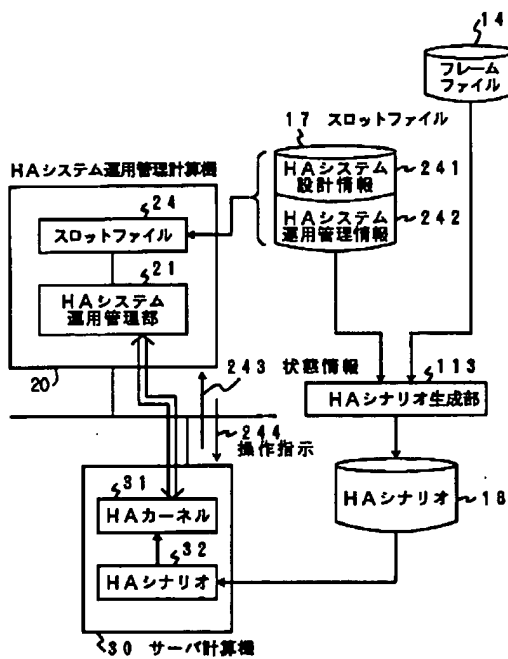 14
フレーム
ファイル
17 スロットファイル
HAシステム
設計情報
241
HAシステム
運用管理情報
242
HAシステム運用管理計算機
24
スロットファイル
21
HAシステム
運用管理部
20
243 状態情報
244
操作指示
113
HAシナリオ生成部
31
HAカーネル
32
HAシナリオ
HAシナリオ
18
30 サーバ計算機